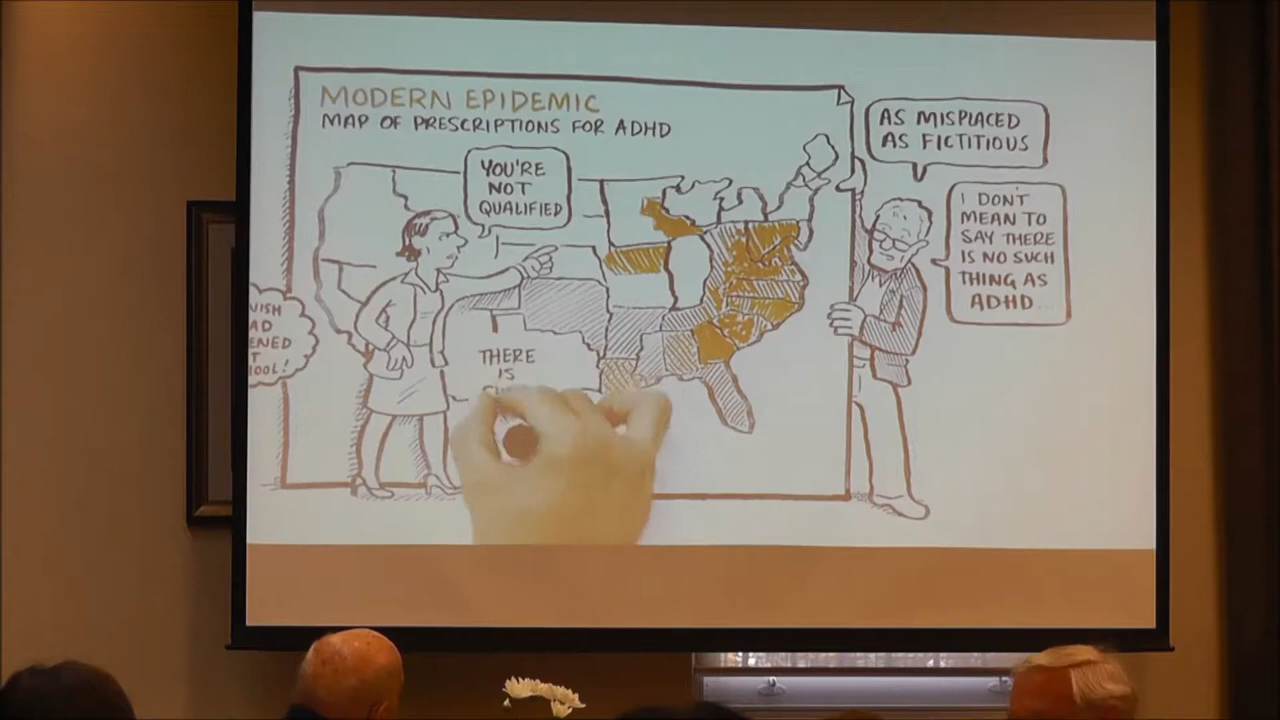 MODERN EPIDEMIC
MAP OF PRESCRIPTIONS FOR ADHD
YOU'RE
NOT
QUALIFIED
AS MISPLACED
AS FICTITIOUS
I DON'T
MEAN TO
SAY THERE
IS NO SUCH
THING AS
ADHD...
THERE
IS